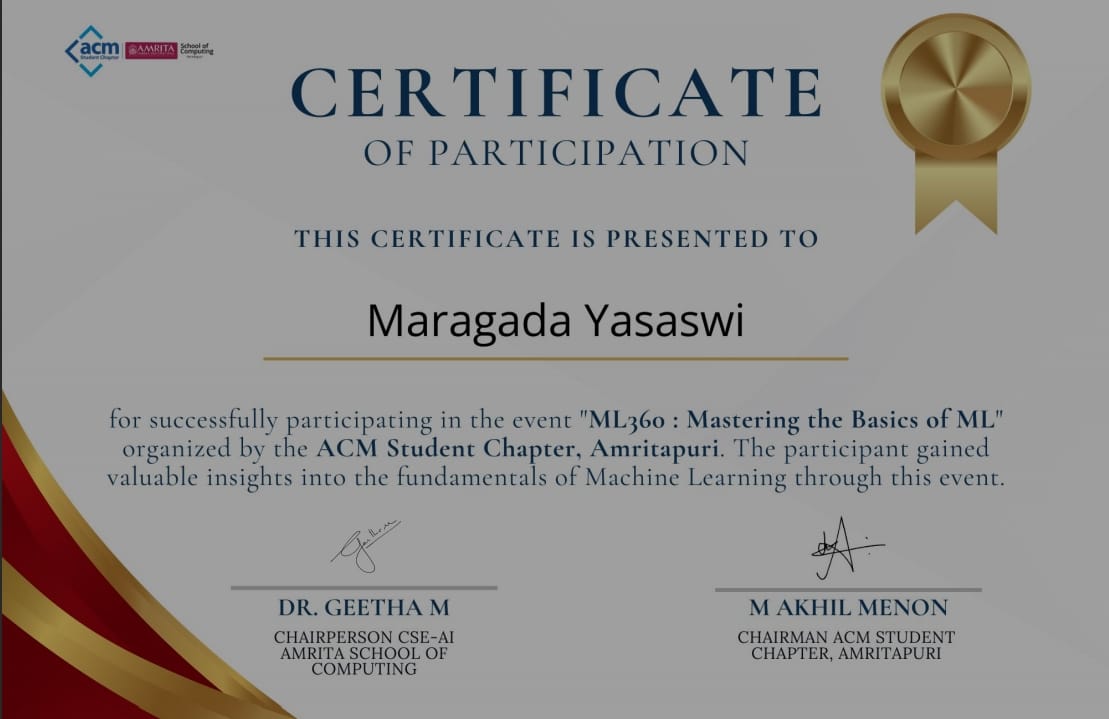 acm
Student Chapter
AMRITA
School of
Computing
CERTIFICATE
OF PARTICIPATION
THIS CERTIFICATE IS PRESENTED TO
Maragada Yasaswi
for successfully participating in the event "ML360 : Mastering the Basics of ML"
organized by the ACM Student Chapter, Amritapuri. The participant gained
valuable insights into the fundamentals of Machine Learning through this event.
DR. GEETHA M
CHAIRPERSON CSE-AI
AMRITA SCHOOL OF
COMPUTING
M AKHIL MENON
CHAIRMAN ACM STUDENT
CHAPTER, AMRITAPURI